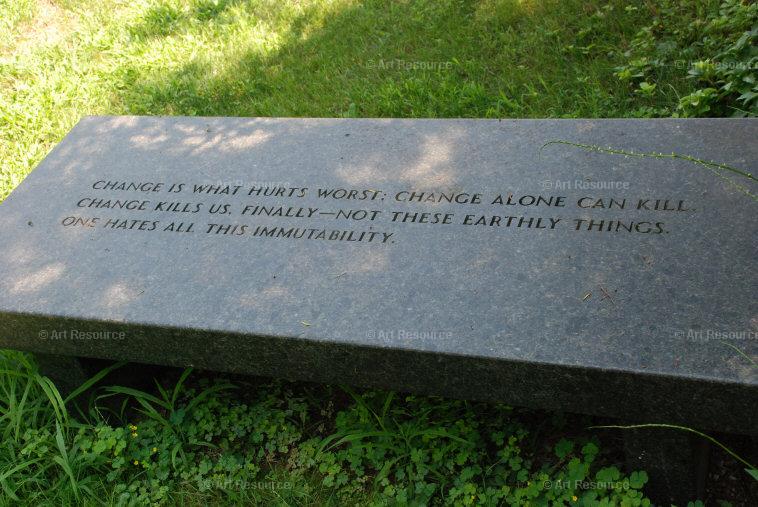 © Art Resource © Art Resource © Art Resource
CHANGE IS WHAT HURTS WORST; CHANGE ALONE CAN KILL.
CHANGE KILLS US, FINALLY—NOT THESE EARTHLY THINGS.
ONE HATES ALL THIS IMMUTABILITY.
© Art Resource © Art Resource
© Art Resource © Art Resource © Art Resource
© Art Resource © Art Resource